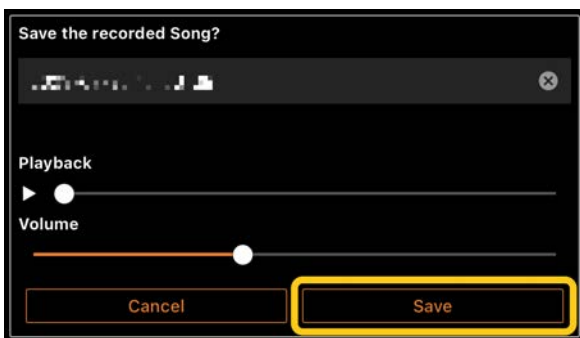 Save the recorded Song?
Playback
Volume
Cancel
Save